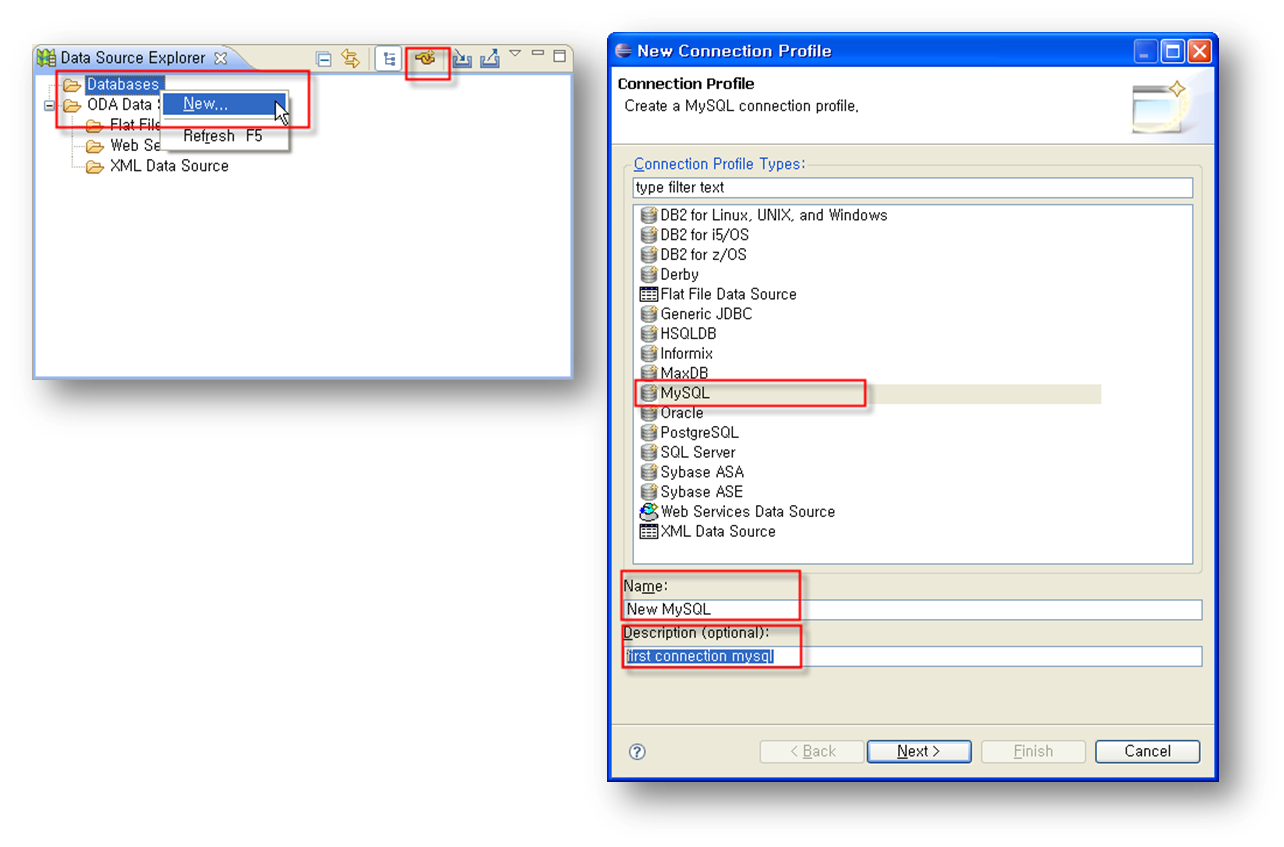 Data Source Explorer
Databases
ODA Data
New...
Flat File
Refresh F5
Web Se
XML Data Source
New Connection Profile
Connection Profile
Create a MySQL connection profile.
Connection Profile Types:
type filter text
DB2 for Linux, UNIX, and Windows
DB2 for i5/OS
DB2 for z/OS
Derby
Flat File Data Source
Generic JDBC
HSQLDB
Informix
MaxDB
MySQL
Oracle
PostgreSQL
SQL Server
Sybase ASA
Sybase ASE
Web Services Data Source
XML Data Source
Name:
New MySQL
Description (optional):
first connection mysql
< Back
Next >
Finish
Cancel